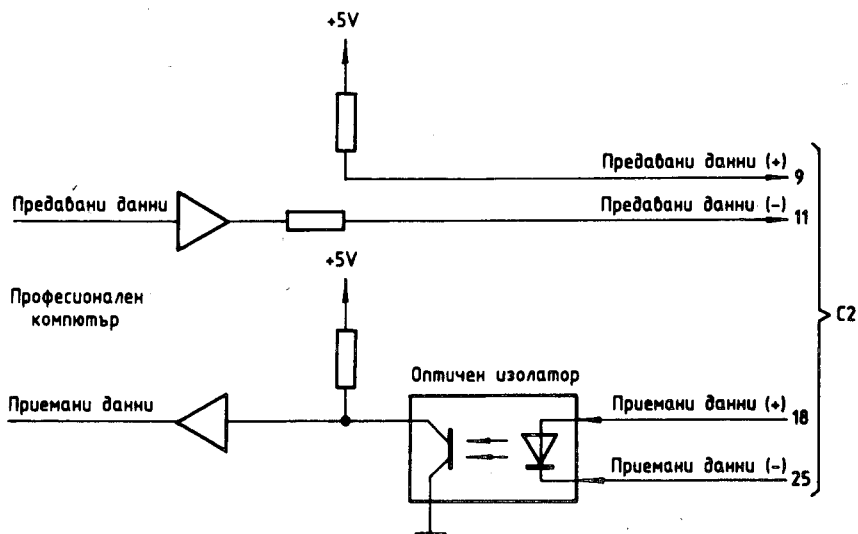 +5V
Предавани данни (+)
9
Предавани данни
Предавани данни (-)
11
+5V
Професионален
компютър
C2
Оптичен изолатор
Приемани данни
Приемани данни (+)
18
Приемани данни (-)
25